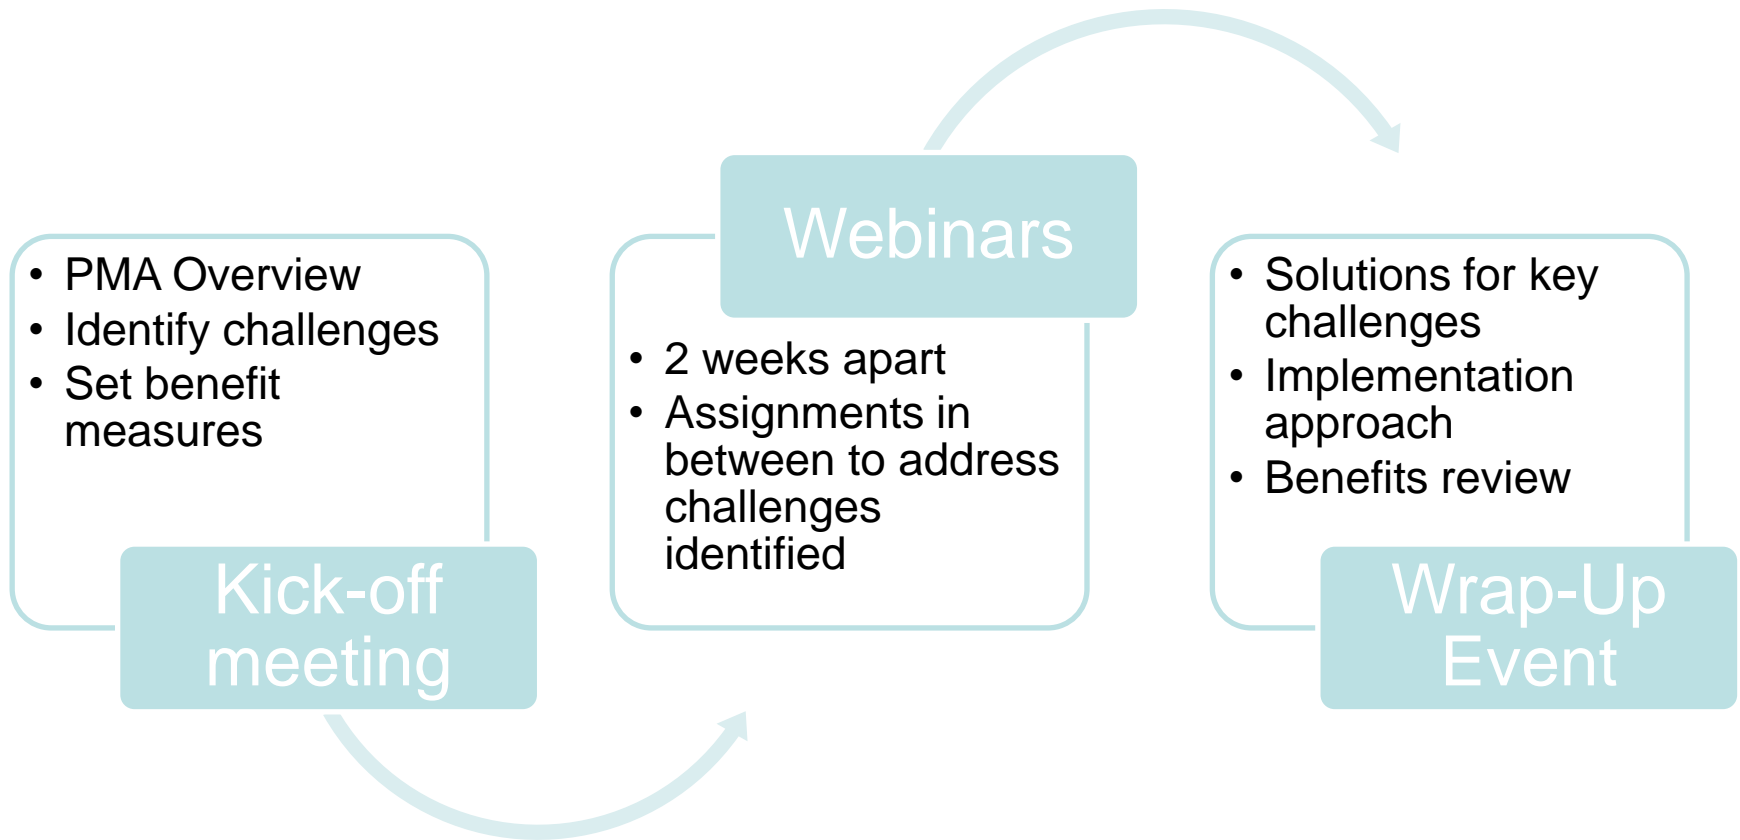 • PMA Overview
• Identify challenges
• Set benefit
measures
Kick-off
meeting
Webinars
• 2 weeks apart
• Assignments in
between to address
challenges
identified
• Solutions for key
challenges
• Implementation
approach
• Benefits review
Wrap-Up
Event